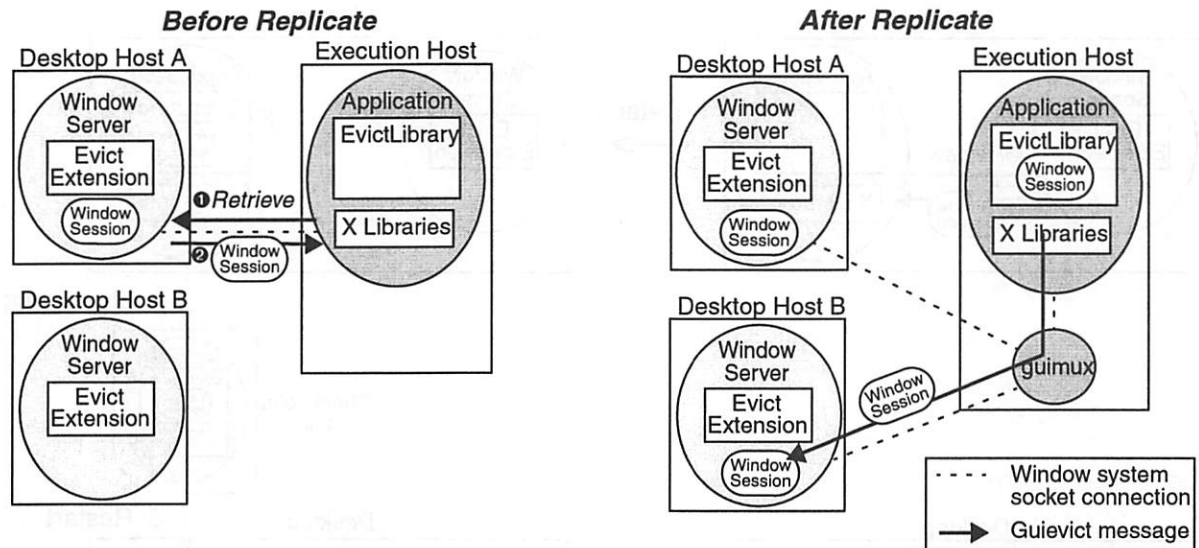 Before Replicate
Desktop Host A
Window
Server
Evict
Extension
Window
Session
❶Retrieve
❷
Window
Session
Execution Host
Application
EvictLibrary
X Libraries
Desktop Host B
Window
Server
Evict
Extension
After Replicate
Desktop Host A
Window
Server
Evict
Extension
Window
Session
Execution Host
Application
EvictLibrary
Window
Session
X Libraries
guimux
Desktop Host B
Window
Server
Evict
Extension
Window
Session
Window
Session
Window system
socket connection
Guievict message